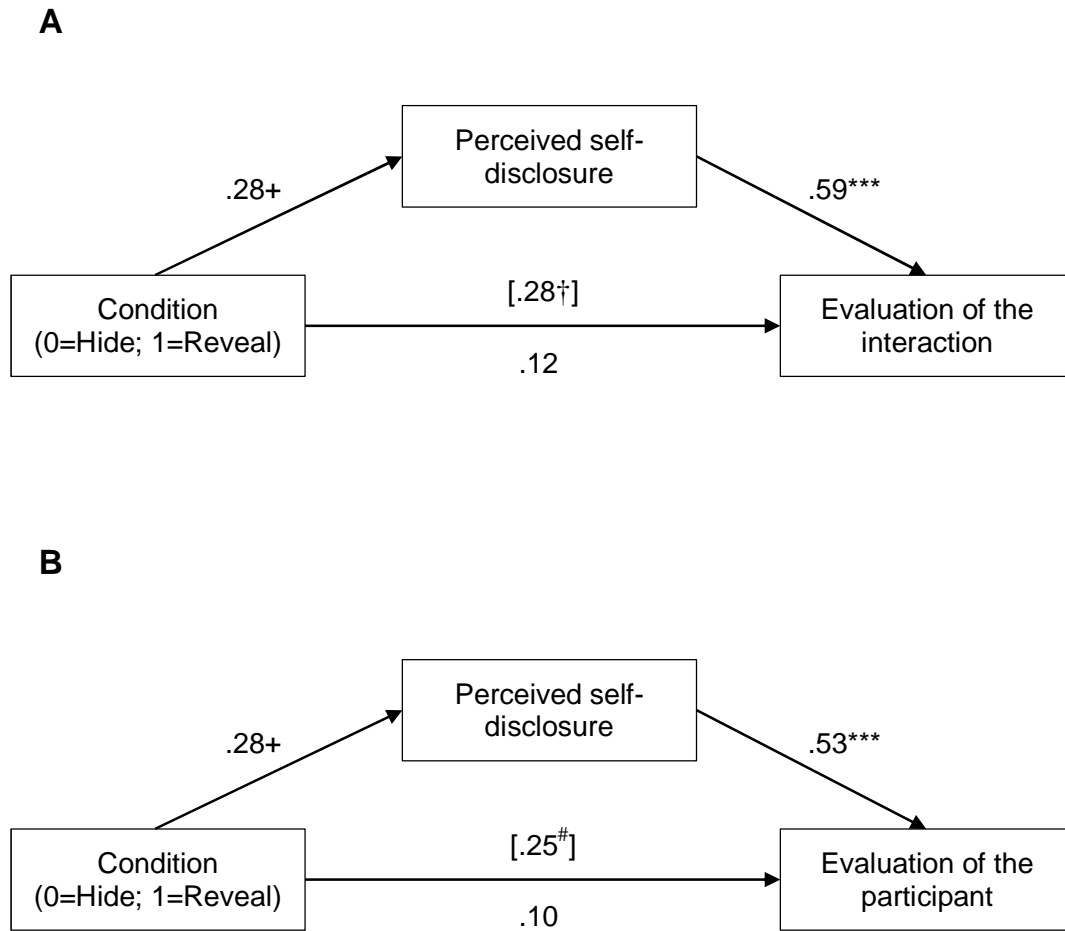 A
Perceived self-
disclosure
.28+
.59***
Condition
(0=Hide; 1=Reveal)
[.28†]
.12
Evaluation of the
interaction
B
Perceived self-
disclosure
.28+
.53***
Condition
(0=Hide; 1=Reveal)
[.25#]
.10
Evaluation of the
participant